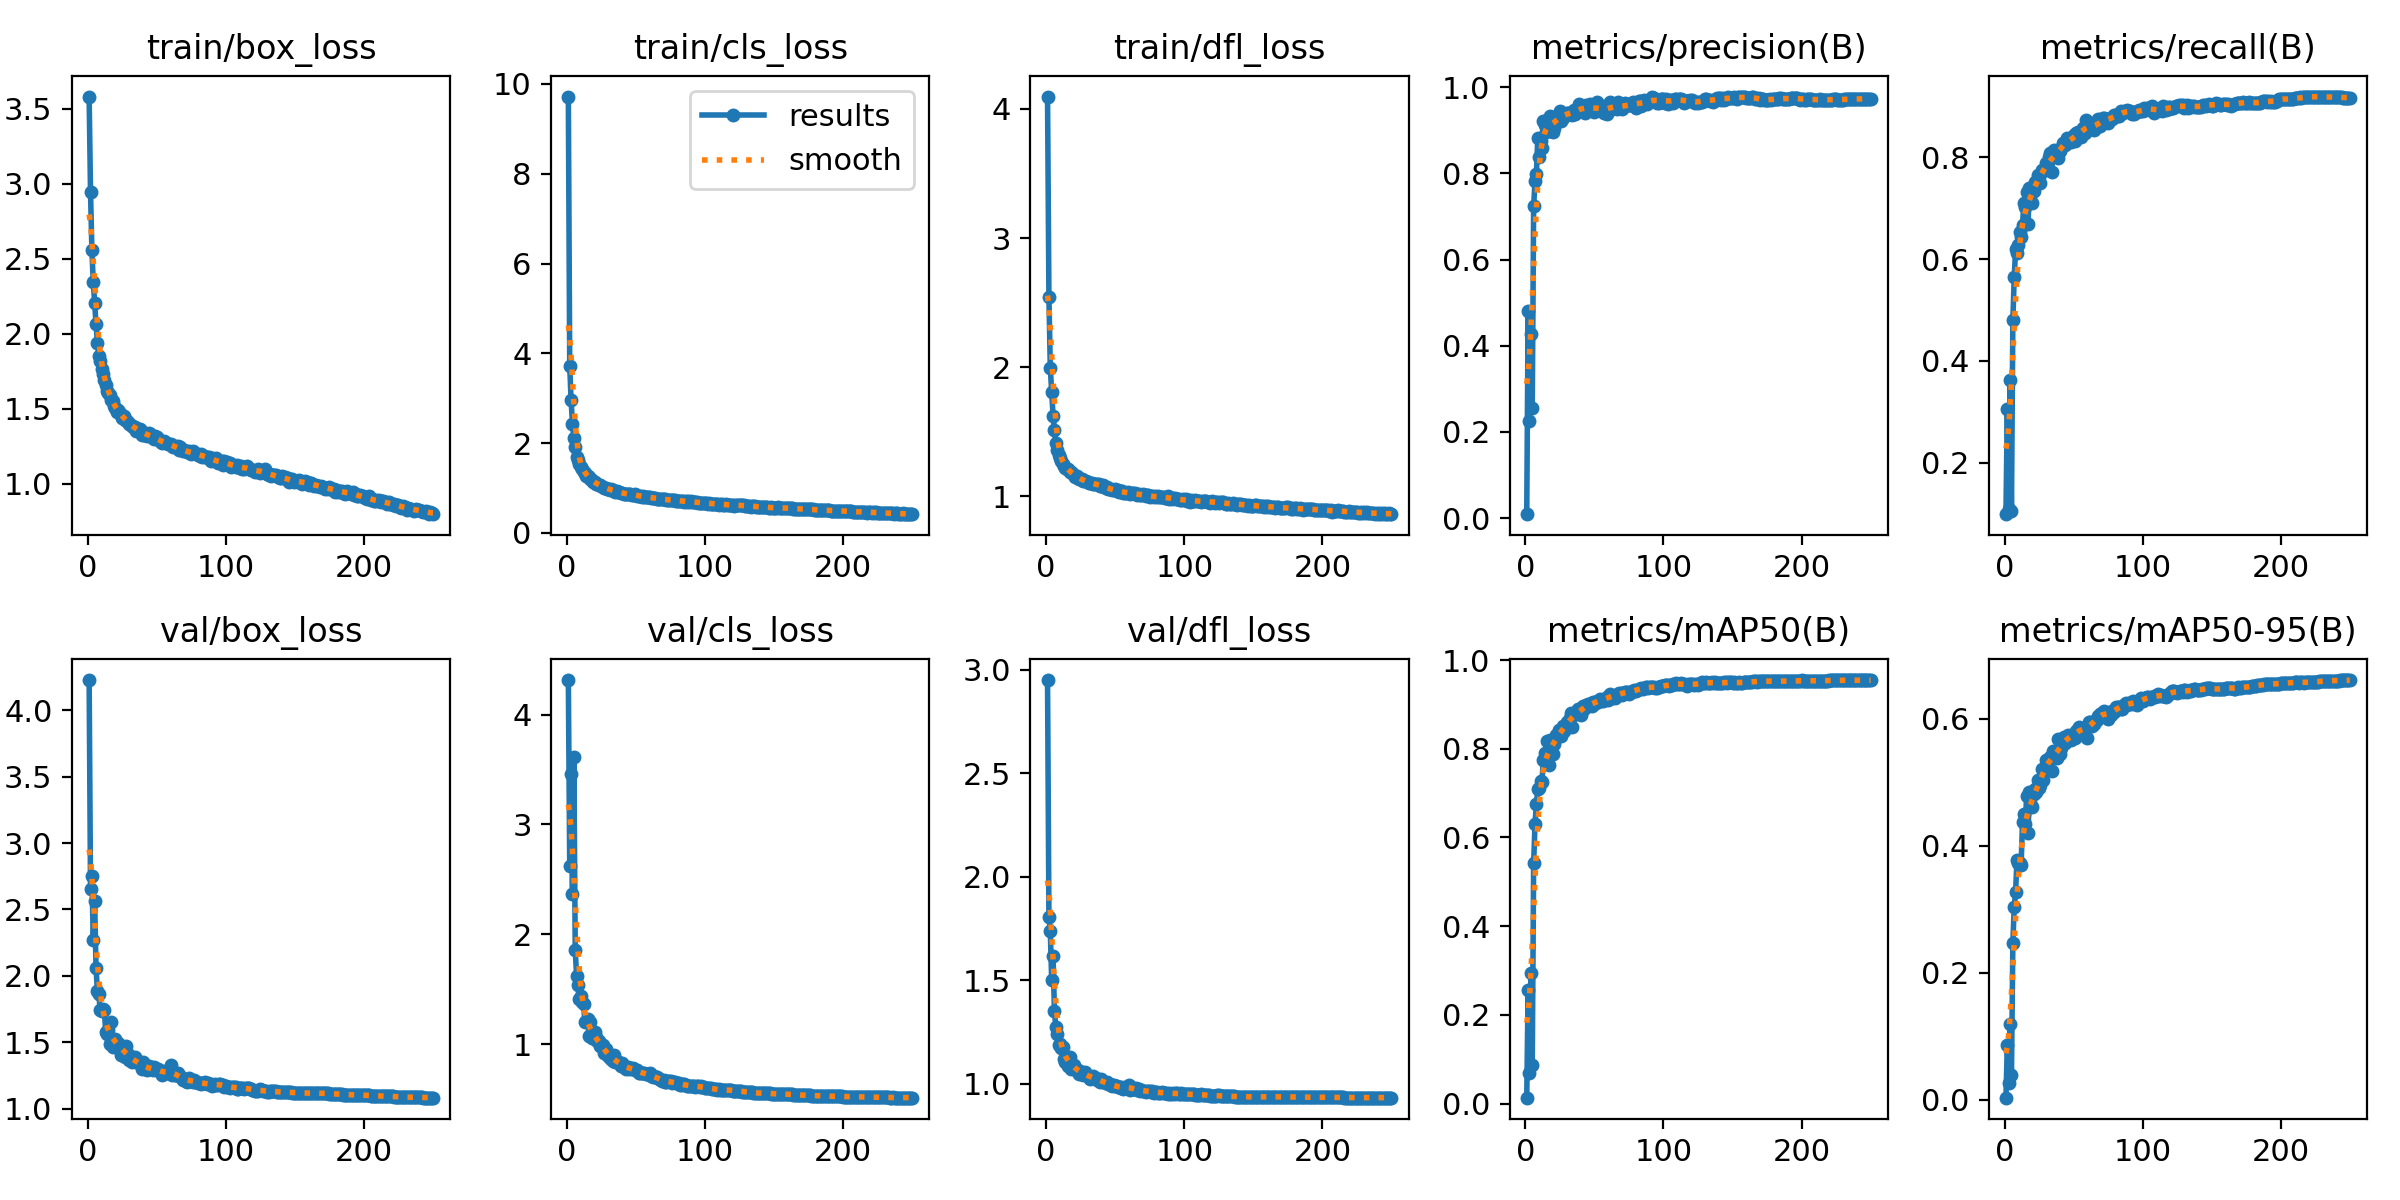 train/box_loss
3.5
3.0
2.5
2.0
1.5
1.0
0 100 200
train/cls_loss
10
8
6
4
2
0
0 100 200
results
smooth
train/dfl_loss
4
3
2
1
0 100 200
metrics/precision(B)
1.0
0.8
0.6
0.4
0.2
0.0
0 100 200
metrics/recall(B)
0.8
0.6
0.4
0.2
0 100 200
val/box_loss
4.0
3.5
3.0
2.5
2.0
1.5
1.0
0 100 200
val/cls_loss
4
3
2
1
0 100 200
val/dfl_loss
3.0
2.5
2.0
1.5
1.0
0 100 200
metrics/mAP50(B)
1.0
0.8
0.6
0.4
0.2
0.0
0 100 200
metrics/mAP50-95(B)
0.6
0.4
0.2
0.0
0 100 200